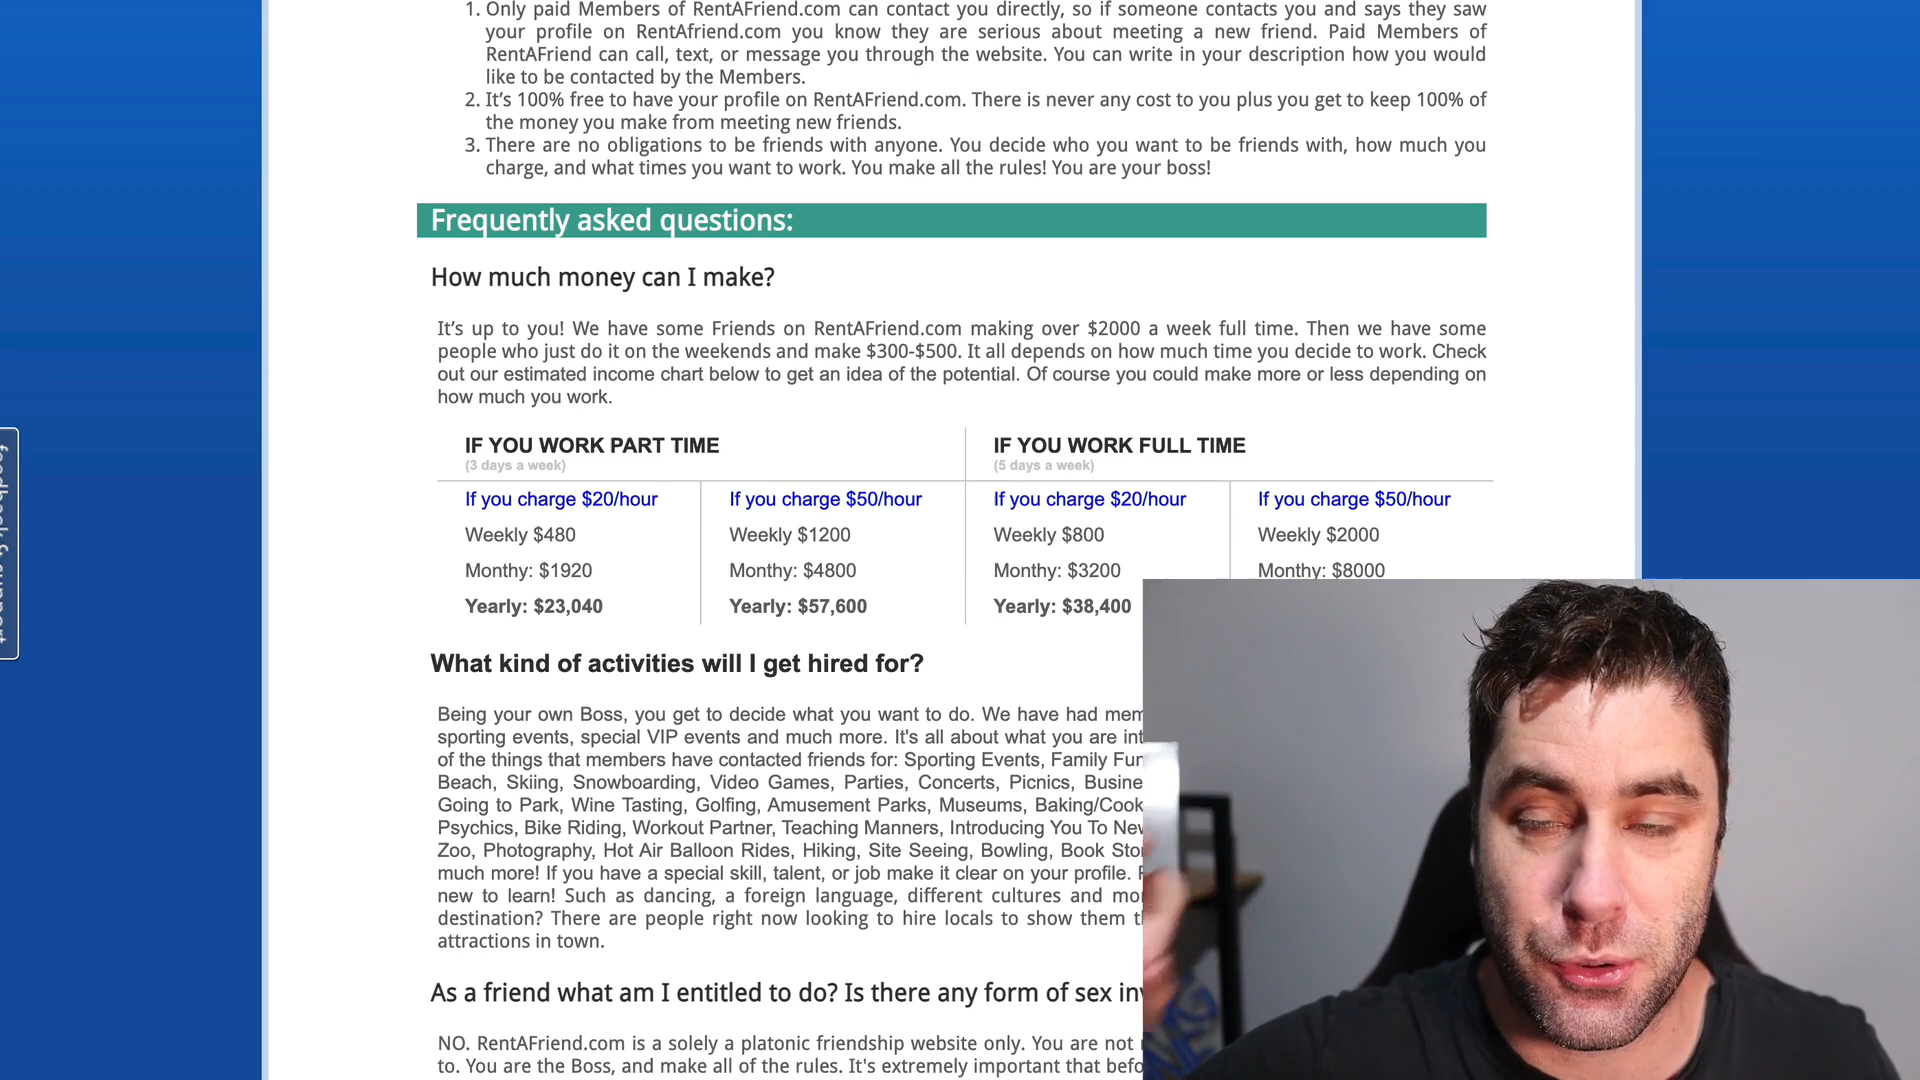 1. Only paid Members of RentAFriend.com can contact you directly, so if someone contacts you and says they saw
your profile on RentAfriend.com you know they are serious about meeting a new friend. Paid Members of
RentAFriend can call, text, or message you through the website. You can write in your description how you would
like to be contacted by the Members.
2. It's 100% free to have your profile on RentAFriend.com. There is never any cost to you plus you get to keep 100% of
the money you make from meeting new friends.
3. There are no obligations to be friends with anyone. You decide who you want to be friends with, how much you
charge, and what times you want to work. You make all the rules! You are your boss!
Frequently asked questions:
How much money can I make?
It's up to you! We have some Friends on RentAFriend.com making over $2000 a week full time. Then we have some
people who just do it on the weekends and make $300-$500. It all depends on how much time you decide to work. Check
out our estimated income chart below to get an idea of the potential. Of course you could make more or less depending on
how much you work.
IF YOU WORK PART TIME
(3 days a week)
IF YOU WORK FULL TIME
(5 days a week)
If you charge $20/hour
Weekly $480
Monthy: $1920
Yearly: $23,040
If you charge $50/hour
Weekly $1200
Monthy: $4800
Yearly: $57,600
If you charge $20/hour
Weekly $800
Monthy: $3200
Yearly: $38,400
If you charge $50/hour
Weekly $2000
Monthy: $8000
What kind of activities will I get hired for?
Being your own Boss, you get to decide what you want to do. We have had
sporting events, special VIP events and much more. It's all about what you are
of the things that members have contacted friends for: Sporting Events, Family
Beach, Skiing, Snowboarding, Video Games, Parties, Concerts, Picnics,
Going to Park, Wine Tasting, Golfing, Amusement Parks, Museums, Baking/Cook
Psychics, Bike Riding, Workout Partner, Teaching Manners, Introducing You To
Zoo, Photography, Hot Air Balloon Rides, Hiking, Site Seeing, Bowling, Book
much more! If you have a special skill, talent, or job make it clear on your profile.
new to learn! Such as dancing, a foreign language, different cultures and
destination? There are people right now looking to hire locals to show them
attractions in town.
As a friend what am I entitled to do? Is there any form of sex
NO. RentAFriend.com is a solely a platonic friendship website only. You are not
to. You are the Boss, and make all of the rules. It's extremely important that
feedback & support